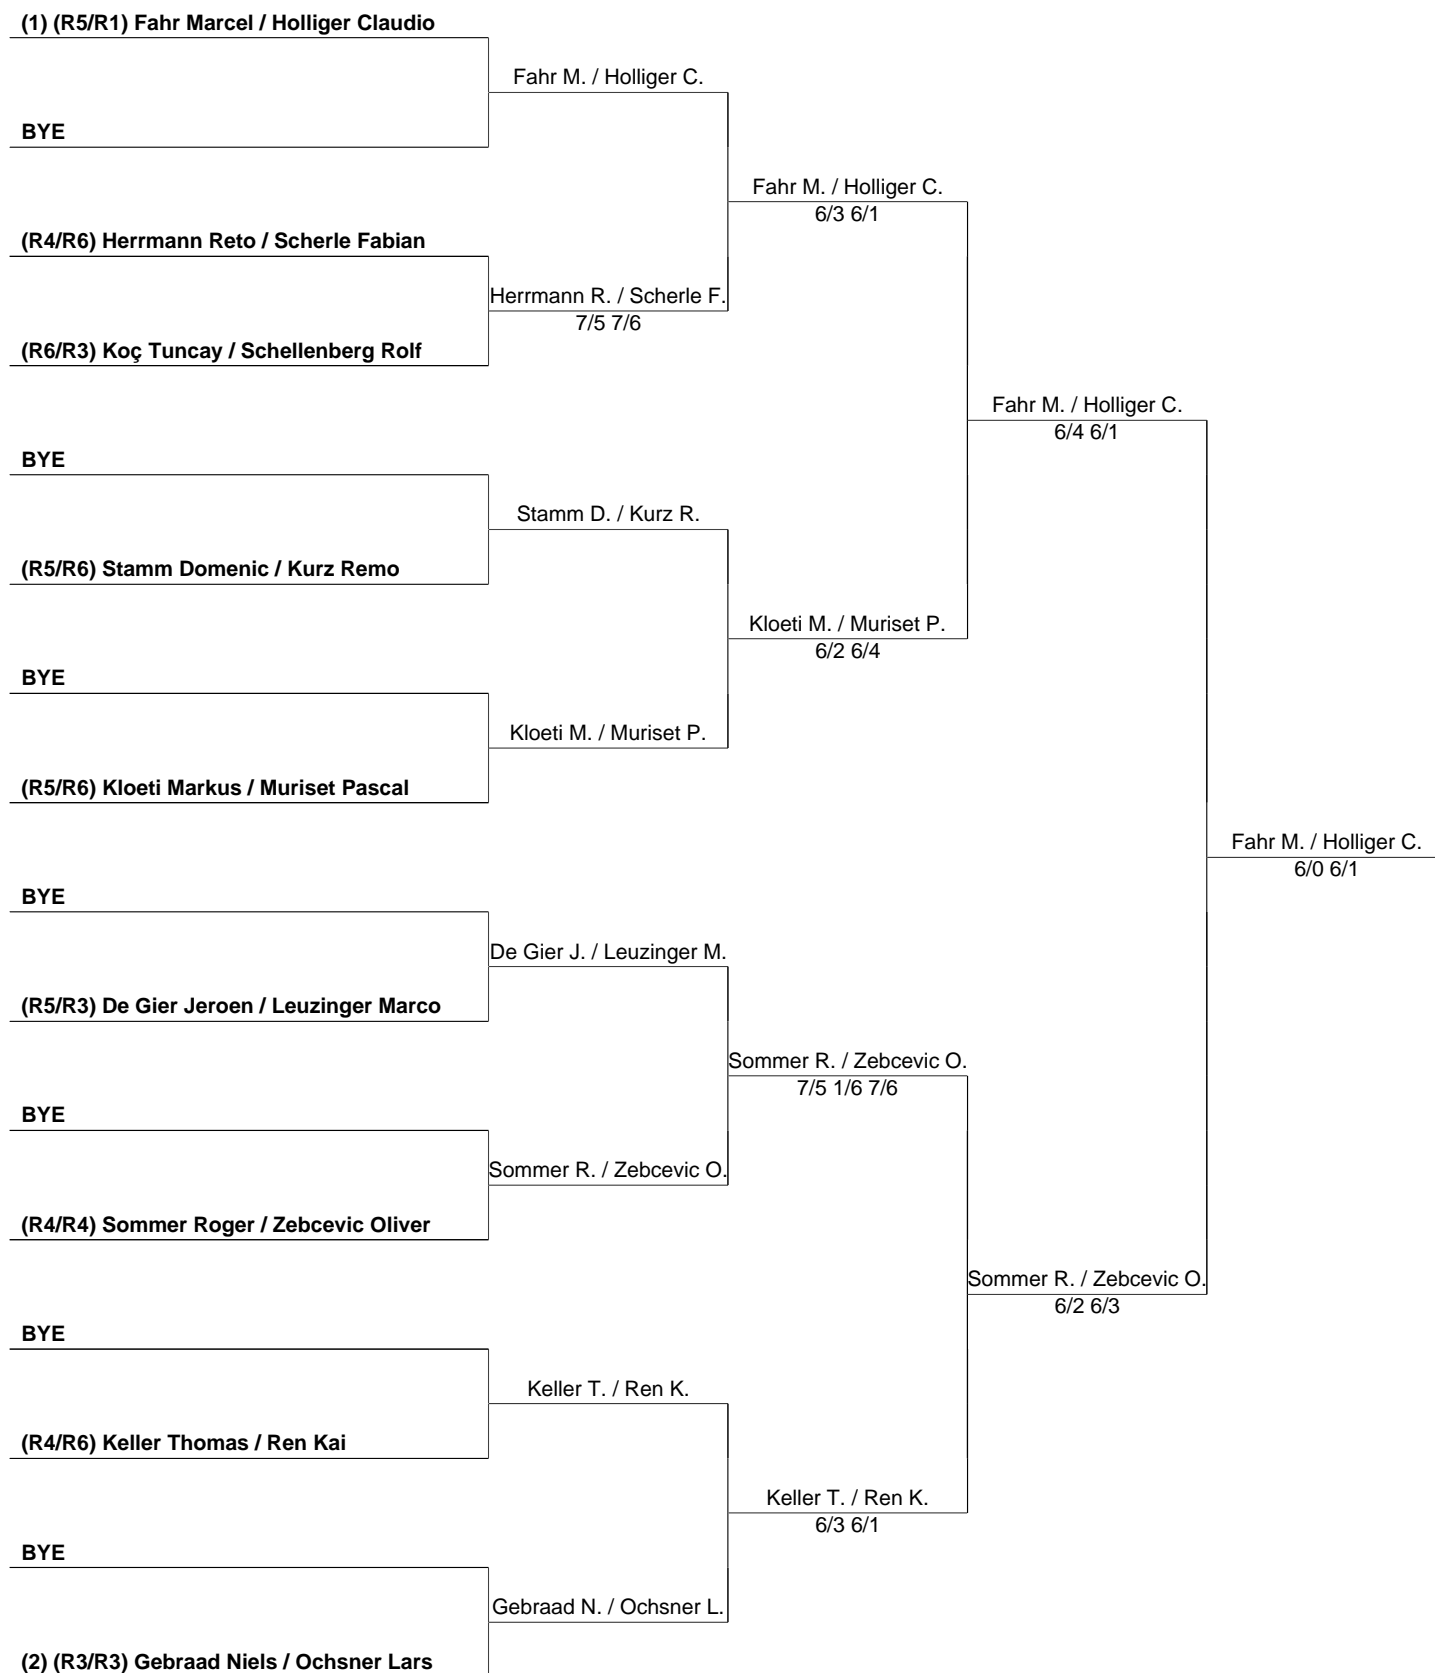 (1) (R5/R1) Fahr Marcel / Holliger Claudio
Fahr M. / Holliger C.
BYE
Fahr M. / Holliger C.
6/3 6/1
(R4/R6) Herrmann Reto / Scherle Fabian
Herrmann R. / Scherle F.
7/5 7/6
(R6/R3) Koç Tuncay / Schellenberg Rolf
Fahr M. / Holliger C.
6/4 6/1
BYE
Stamm D. / Kurz R.
(R5/R6) Stamm Domenic / Kurz Remo
Kloeti M. / Muriset P.
6/2 6/4
BYE
Kloeti M. / Muriset P.
(R5/R6) Kloeti Markus / Muriset Pascal
Fahr M. / Holliger C.
6/0 6/1
BYE
De Gier J. / Leuzinger M.
(R5/R3) De Gier Jeroen / Leuzinger Marco
Sommer R. / Zebcevic O.
7/5 1/6 7/6
BYE
Sommer R. / Zebcevic O.
(R4/R4) Sommer Roger / Zebcevic Oliver
Sommer R. / Zebcevic O.
6/2 6/3
BYE
Keller T. / Ren K.
(R4/R6) Keller Thomas / Ren Kai
Keller T. / Ren K.
6/3 6/1
BYE
Gebraad N. / Ochsner L.
(2) (R3/R3) Gebraad Niels / Ochsner Lars